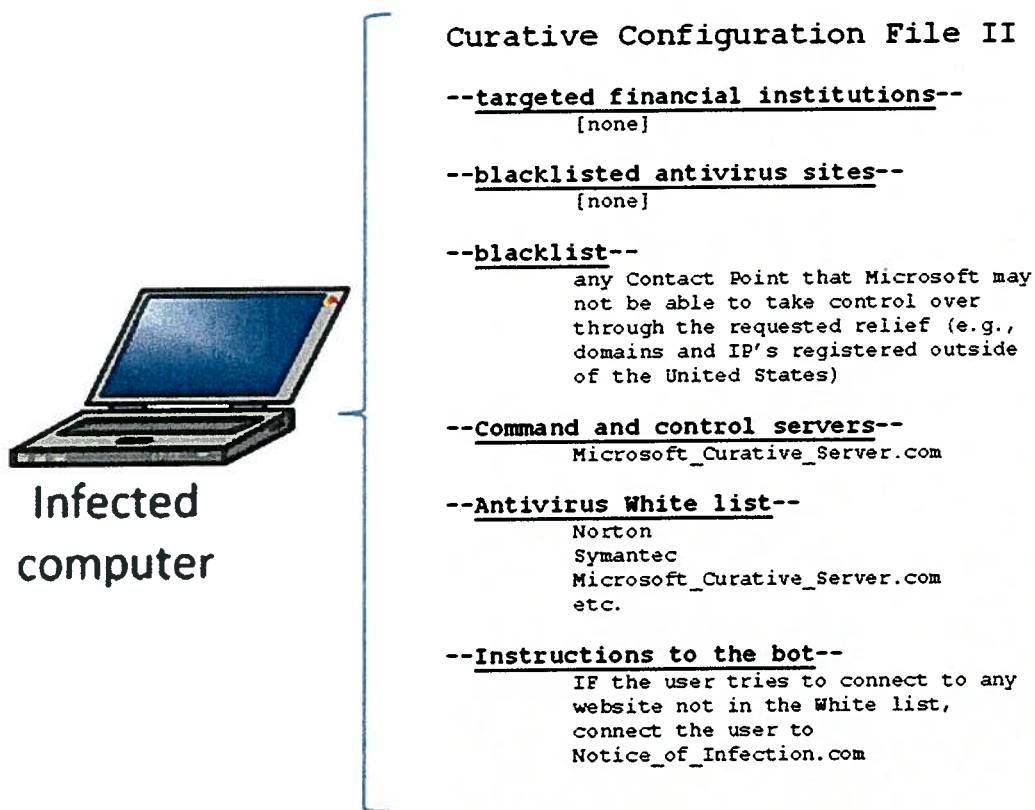 Curative Configuration File II
--targeted financial institutions--
[none]
--blacklisted antivirus sites--
[none]
--blacklist--
any Contact Point that Microsoft may
not be able to take control over
through the requested relief (e.g.,
domains and IP's registered outside
of the United States)
--Command and control servers--
Microsoft_Curative_Server.com
--Antivirus White list--
Norton
Symantec
Microsoft_Curative_Server.com
etc.
--Instructions to the bot--
IF the user tries to connect to any
website not in the White list,
connect the user to
Notice_of_Infection.com
Infected
computer